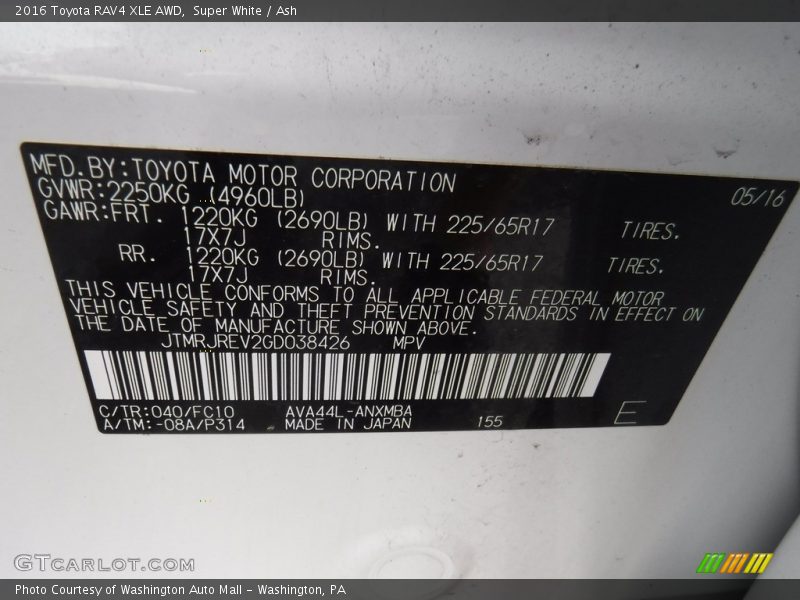 2016 Toyota RAV4 XLE AWD, Super White / Ash
MFD.BY:TOYOTA MOTOR CORPORATION 05/16
GVWR:2250KG (4960LB)
GAWR:FRT. 1220KG (2690LB) WITH 225/65R17 TIRES.
17X7J RIMS.
RR. 1220KG (2690LB) WITH 225/65R17 TIRES.
17X7J RIMS.
THIS VEHICLE CONFORMS TO ALL APPLICABLE FEDERAL MOTOR
VEHICLE SAFETY AND THEFT PREVENTION STANDARDS IN EFFECT ON
THE DATE OF MANUFACTURE SHOWN ABOVE.
JTMRJREV2GD038426 MPV
C/TR:040/FC10 AVA44L-ANXMBA
A/TM:-08A/P314 MADE IN JAPAN 155 E
GTCARLOT.COM
Photo Courtesy of Washington Auto Mall - Washington, PA